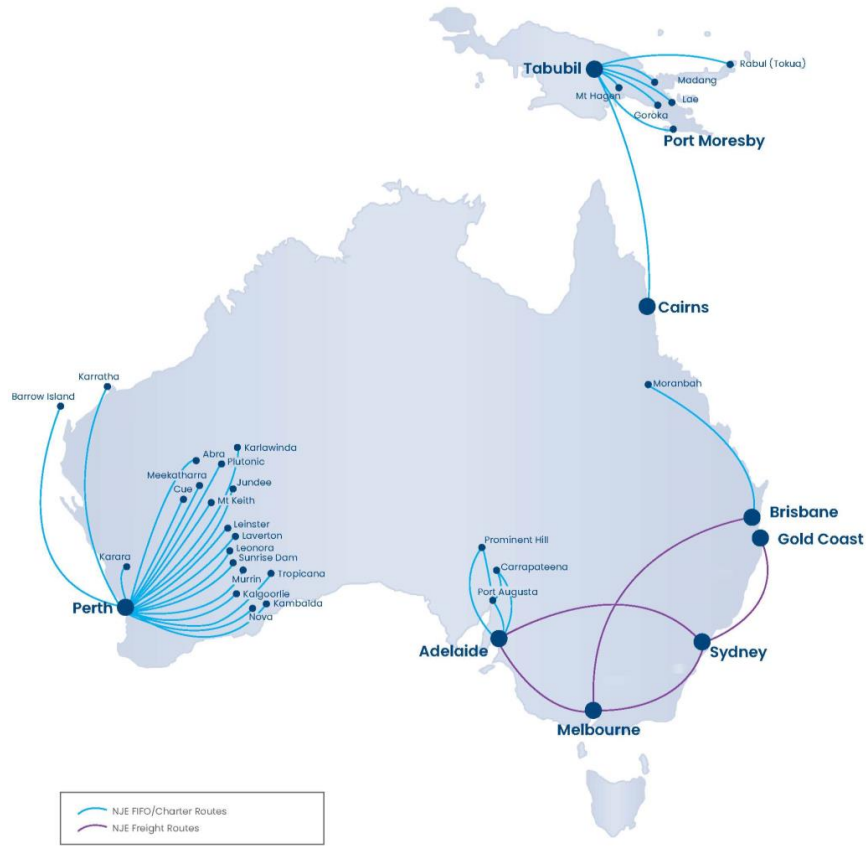 Tabubil
Rabul (Tokua)
Madang
Mt Hagen
Lae
Goroka
Port Moresby
Cairns
Karratha
Barrow Island
Moranbah
Karlawinda
Abra
Plutonic
Meekatharra
Jundee
Cue
Mt Keith
Brisbane
Leinster
Laverton
Gold Coast
Leonora
Prominent Hill
Karara
Sunrise Dam
Carrapateena
Murrin
Tropicana
Port Augusta
Kalgoorlie
Perth
Kambalda
Nova
Adelaide
Sydney
Melbourne
NJE FIFO/Charter Routes
NJE Freight Routes